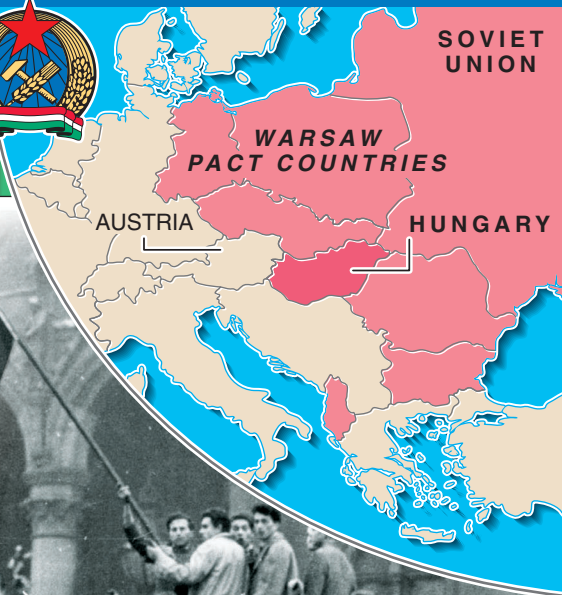 SOVIET
UNION
WARSAW
PACT COUNTRIES
AUSTRIA
HUNGARY